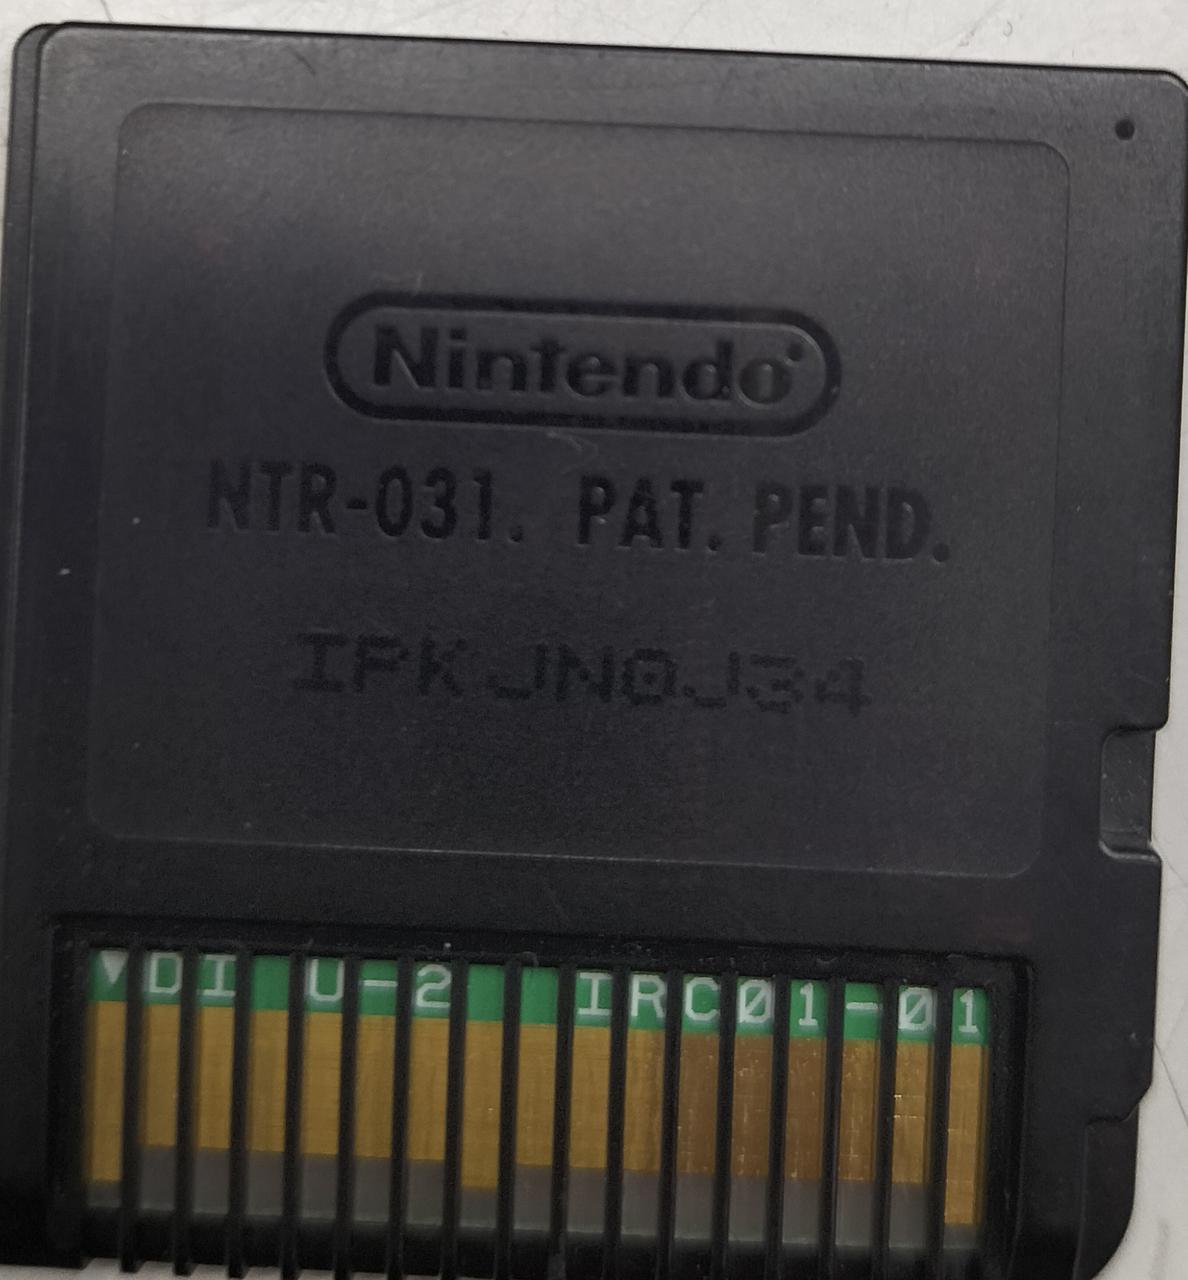 Nintendo
NTR-031. PAT. PEND.
IPKJN0J34
▼DI U-2 IRC01-01